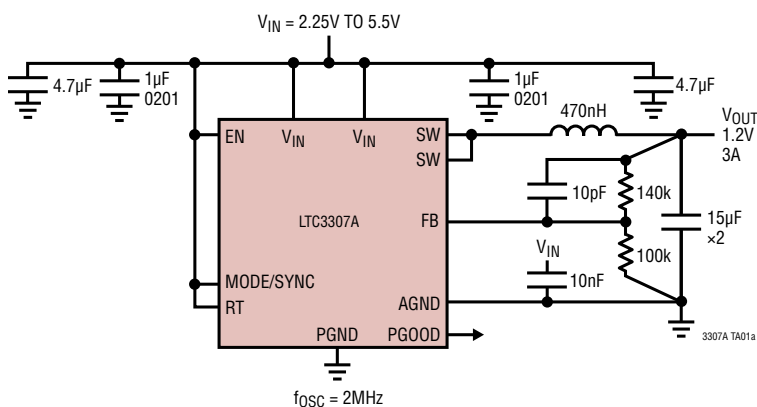 VIN = 2.25V TO 5.5V
4.7µF
1µF
0201
1µF
0201
4.7µF
470nH
VOUT
1.2V
3A
EN
VIN
VIN
SW
SW
10pF
140k
LTC3307A
FB
15µF
×2
VIN
100k
MODE/SYNC
10nF
RT
AGND
PGND
PGOOD
3307A TA01a
fOSC = 2MHz